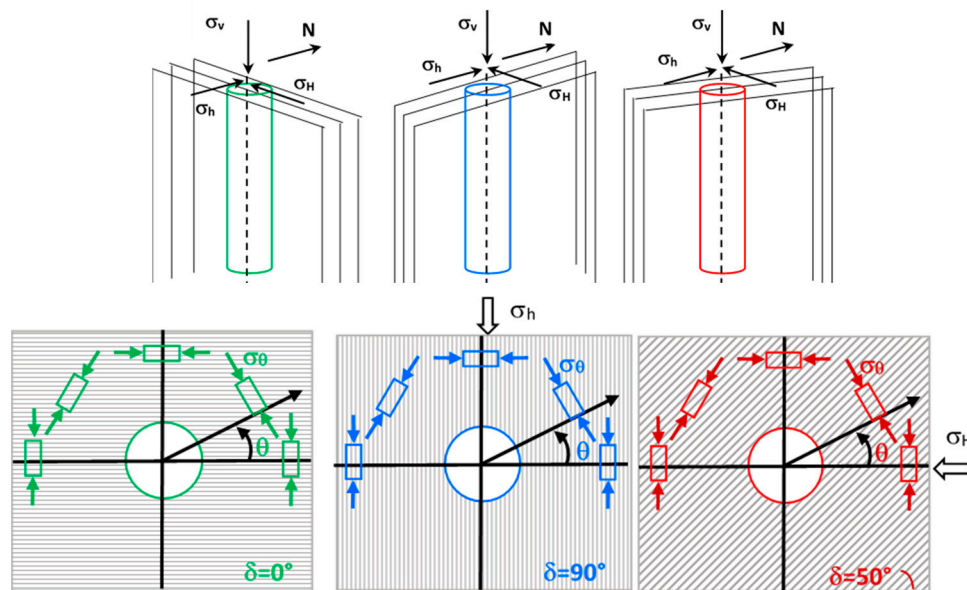 σv N σv N σv N
σh σH σh σH σh σH
σh
σθ σθ σθ
θ θ θ
σH
δ=0° δ=90° δ=50°